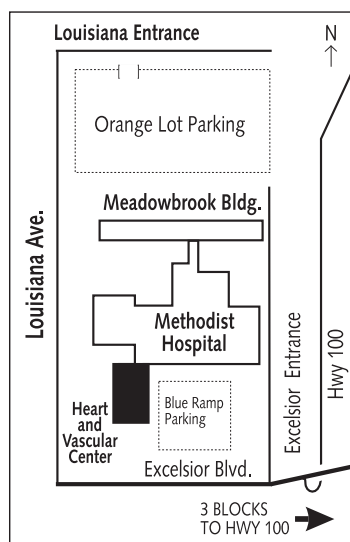 Louisiana Entrance
N
Orange Lot Parking
Meadowbrook Bldg.
Louisiana Ave.
Methodist
Hospital
Excelsior Entrance
Hwy 100
Heart
and
Vascular
Center
Blue Ramp
Parking
Excelsior Blvd.
3 BLOCKS
TO HWY 100